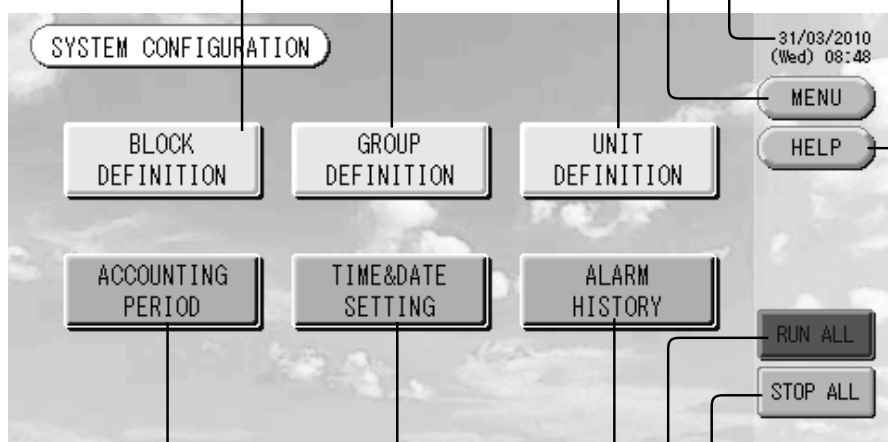 SYSTEM CONFIGURATION
31/03/2010
(Wed) 08:48
MENU
HELP
BLOCK
DEFINITION
GROUP
DEFINITION
UNIT
DEFINITION
ACCOUNTING
PERIOD
TIME&DATE
SETTING
ALARM
HISTORY
RUN ALL
STOP ALL